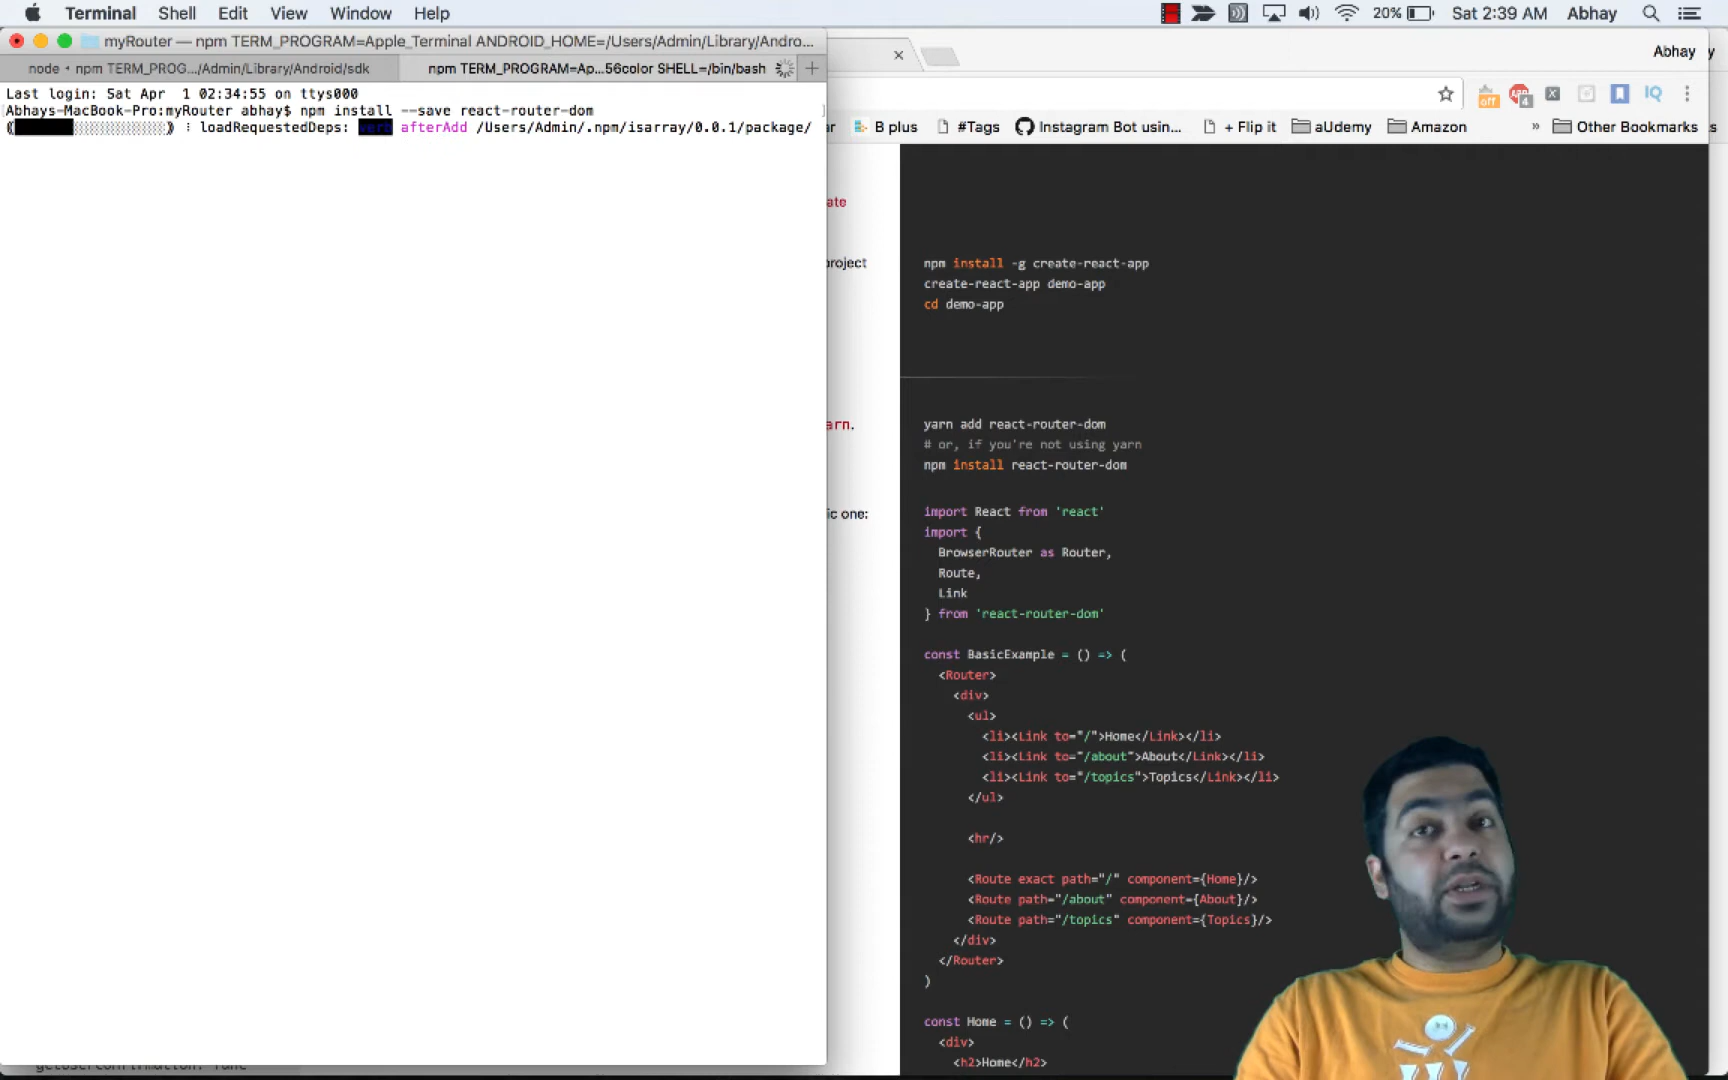 Terminal Shell Edit View Window Help 20% Sat 2:39 AM Abhay
myRouter — npm TERM_PROGRAM=Apple_Terminal ANDROID_HOME=/Users/Admin/Library/Andro...
Abhay
node • npm TERM_PROG.../Admin/Library/Android/sdk
npm TERM_PROGRAM=Ap...56color SHELL=/bin/bash
Last login: Sat Apr 1 02:34:55 on ttys000
Abhays-MacBook-Pro:myRouter abhay$ npm install --save react-router-dom
loadRequestedDeps: verb afterAdd /Users/Admin/.npm/isarray/0.0.1/package/
off 4 X IQ
ar B plus #Tags Instagram Bot usin... + Flip it aUdemy Amazon » Other Bookmarks
ate
project
arn.
ic one:
npm install -g create-react-app
create-react-app demo-app
cd demo-app
yarn add react-router-dom
# or, if you're not using yarn
npm install react-router-dom
import React from 'react'
import {
BrowserRouter as Router,
Route,
Link
} from 'react-router-dom'
const BasicExample = () => (
<Router>
<div>
<ul>
<li><Link to="/">Home</Link></li>
<li><Link to="/about">About</Link></li>
<li><Link to="/topics">Topics</Link></li>
</ul>
<hr/>
<Route exact path="/" component={Home}/>
<Route path="/about" component={About}/>
<Route path="/topics" component={Topics}/>
</div>
</Router>
)
const Home = () => (
<div>
<h2>Home</h2>